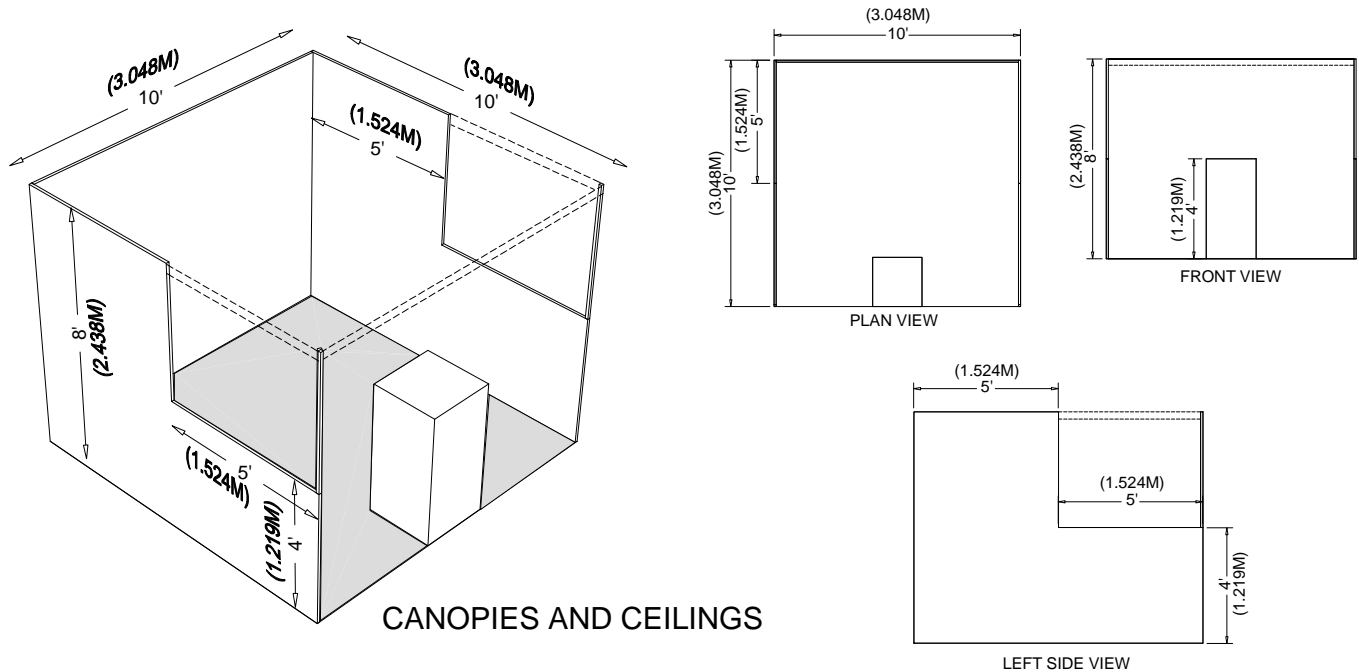 (3.048M)
10'
(3.048M)
10'
(1.524M)
5'
8'
(2.438M)
5'
(1.524M)
(1.219M)
4'
CANOPIES AND CEILINGS
(3.048M)
10'
(1.524M)
5'
(3.048M)
10'
PLAN VIEW
(2.438M)
8'
(1.219M)
4'
FRONT VIEW
(1.524M)
5'
(1.524M)
5'
4'
(1.219M)
LEFT SIDE VIEW